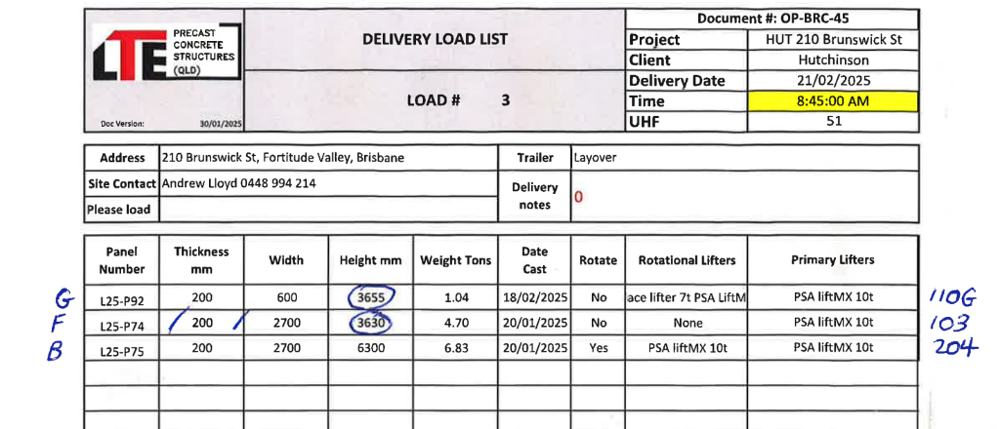 LTE PRECAST CONCRETE STRUCTURES (QLD)
Doc Version: 30/01/2025
DELIVERY LOAD LIST
LOAD # 3
Document #: OP-BRC-45
Project HUT 210 Brunswick St
Client Hutchinson
Delivery Date 21/02/2025
Time 8:45:00 AM
UHF 51
Address 210 Brunswick St, Fortitude Valley, Brisbane Trailer Layover
Site Contact Andrew Lloyd 0448 994 214 Delivery notes 0
Please load
Panel Number Thickness mm Width Height mm Weight Tons Date Cast Rotate Rotational Lifters Primary Lifters
G L25-P92 200 600 3655 1.04 18/02/2025 No ace lifter 7t PSA LiftM PSA liftMX 10t 110G
F L25-P74 / 200 / 2700 3630 4.70 20/01/2025 No None PSA liftMX 10t 103
B L25-P75 200 2700 6300 6.83 20/01/2025 Yes PSA liftMX 10t PSA liftMX 10t 204